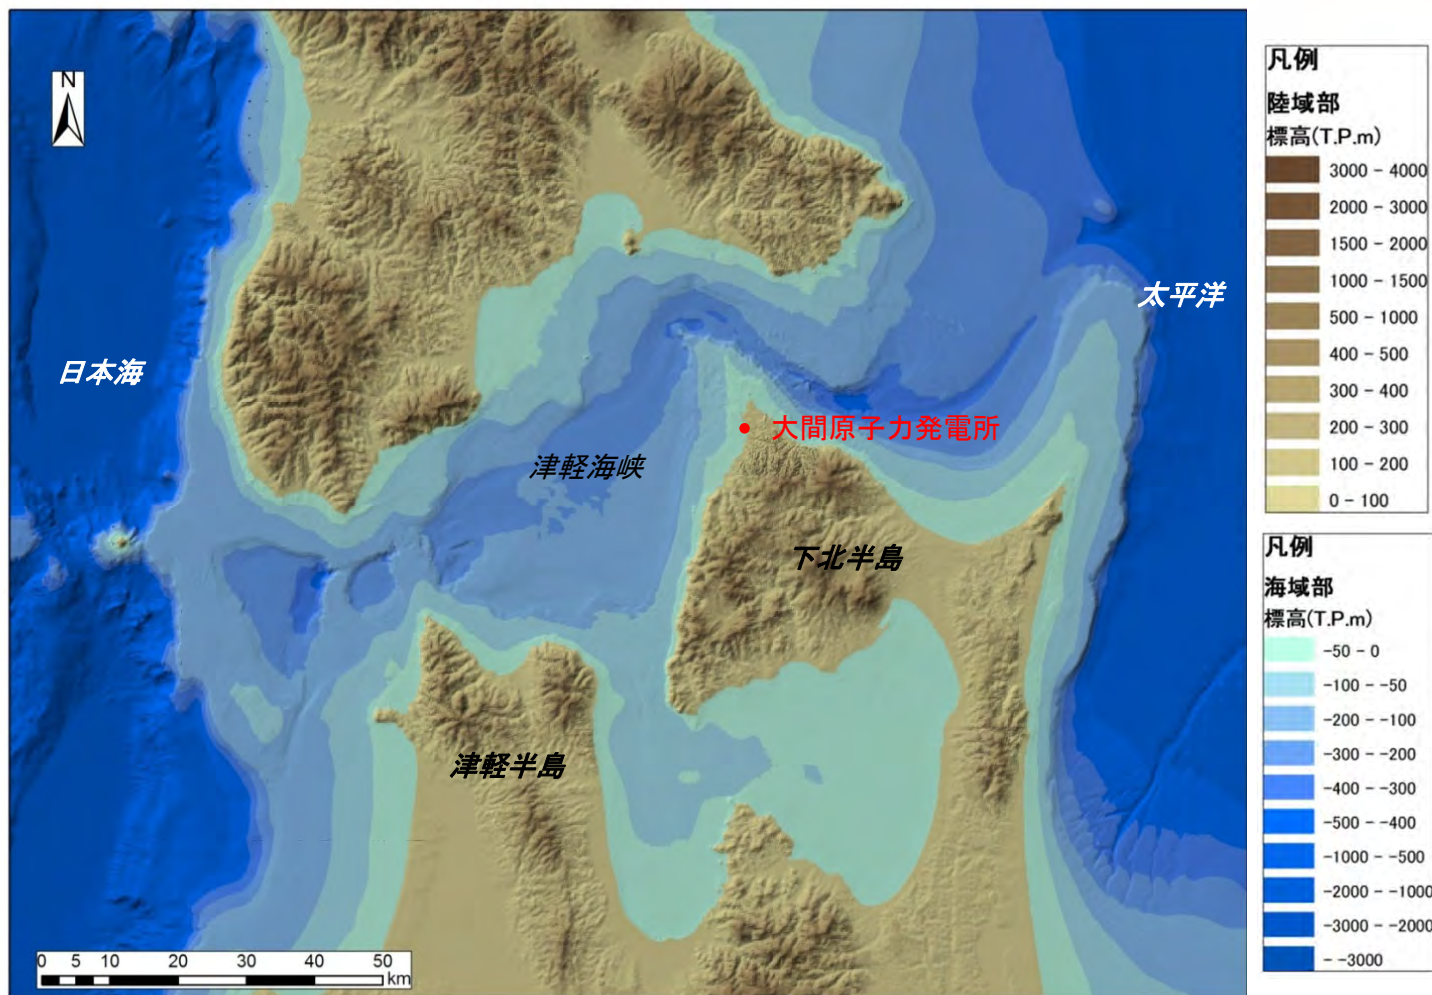 N
太平洋
日本海
大間原子力発電所
津軽海峡
下北半島
津軽半島
0 5 10 20 30 40 50
km
凡例
陸域部
標高(T.P.m)
3000 - 4000
2000 - 3000
1500 - 2000
1000 - 1500
500 - 1000
400 - 500
300 - 400
200 - 300
100 - 200
0 - 100
凡例
海域部
標高(T.P.m)
-50 - 0
-100 - -50
-200 - -100
-300 - -200
-400 - -300
-500 - -400
-1000 - -500
-2000 - -1000
-3000 - -2000
- -3000